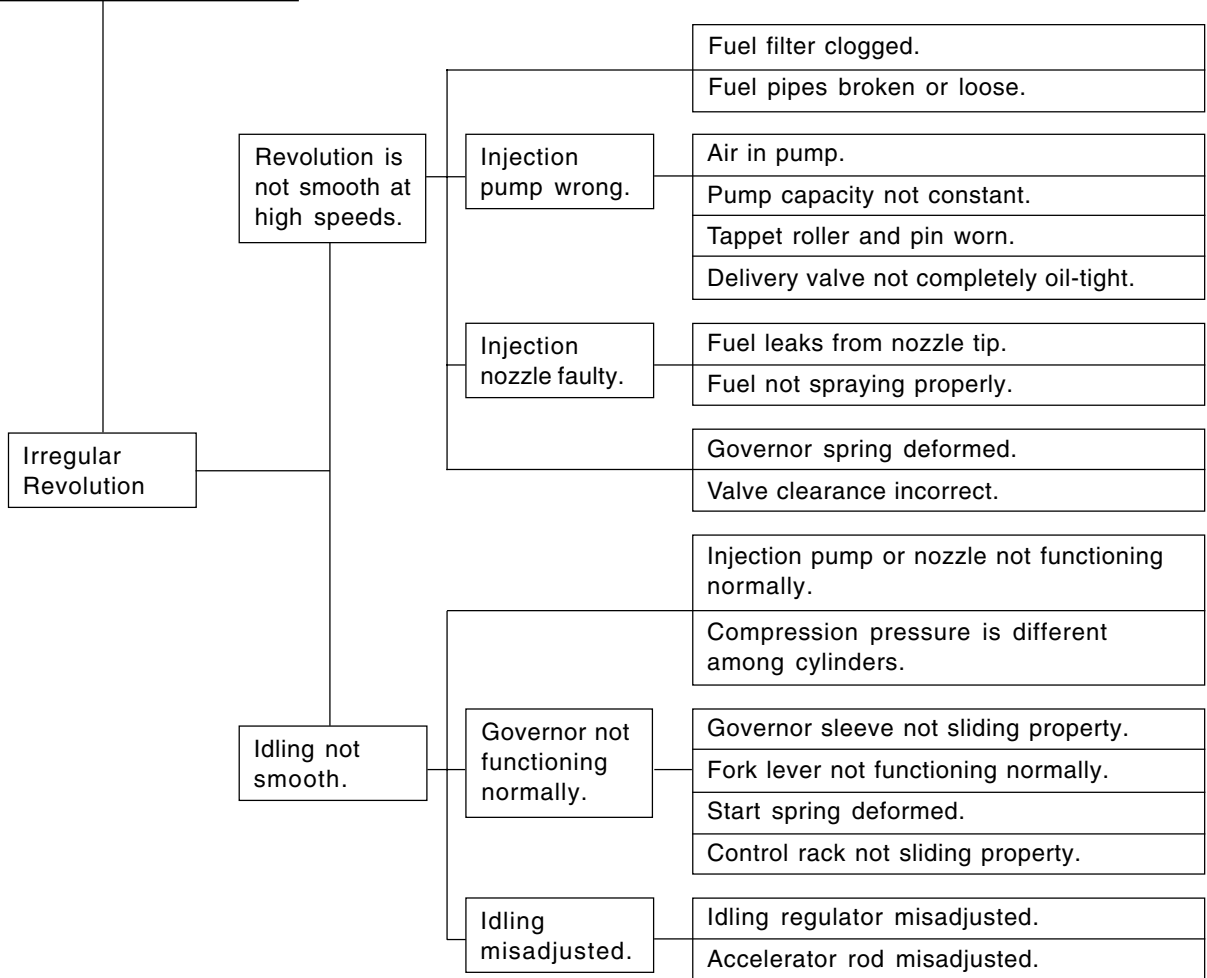 Fuel filter clogged.
Fuel pipes broken or loose.
Revolution is
not smooth at
high speeds.
Injection
pump wrong.
Air in pump.
Pump capacity not constant.
Tappet roller and pin worn.
Delivery valve not completely oil-tight.
Injection
nozzle faulty.
Fuel leaks from nozzle tip.
Fuel not spraying properly.
Irregular
Revolution
Governor spring deformed.
Valve clearance incorrect.
Injection pump or nozzle not functioning
normally.
Compression pressure is different
among cylinders.
Idling not
smooth.
Governor not
functioning
normally.
Governor sleeve not sliding property.
Fork lever not functioning normally.
Start spring deformed.
Control rack not sliding property.
Idling
misadjusted.
Idling regulator misadjusted.
Accelerator rod misadjusted.